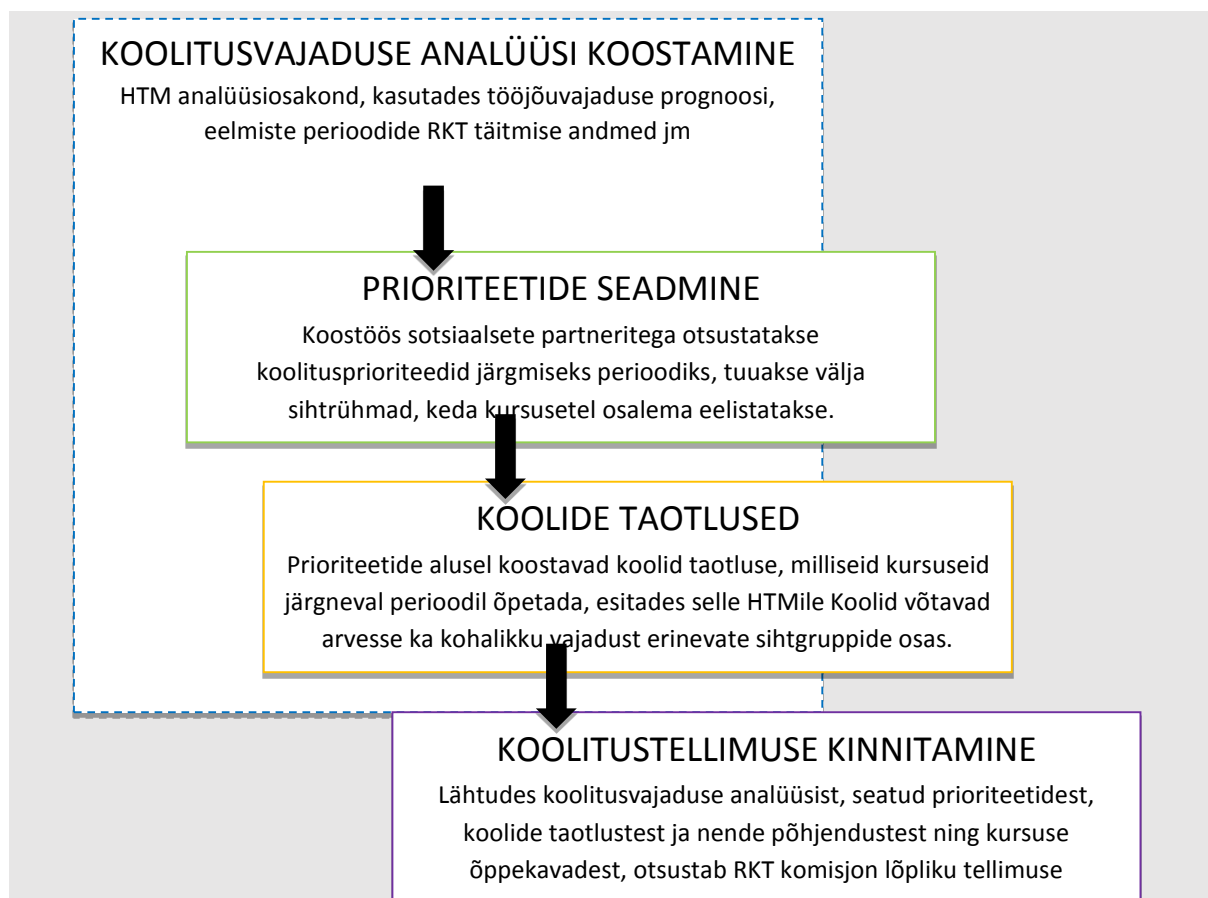 KOOLITUSVAJADUSE ANALÜÜSI KOOSTAMINE
HTM analüüsiosakond, kasutades tööjõuvajaduse prognoosi,
eelmiste perioodide RKT täitmise andmed jm
PRIORITEETIDE SEADMINE
Koostöös sotsiaalsete partneritega otsustatakse
koolitusprioriteedid järgmiseks perioodiks, tuuakse välja
sihtrühmad, keda kursusetel osalema eelistatakse.
KOOLIDE TAOTLUSED
Prioriteetide alusel koostavad koolid taotluse, milliseid kursuseid
järgneval perioodil õpetada, esitades selle HTMile Koolid võtavad
arvesse ka kohalikku vajadust erinevate sihtgruppide osas.
KOOLITUSTELLIMUSE KINNITAMINE
Lähtudes koolitusvajaduse analüüsist, seatud prioriteetidest,
koolide taotlustest ja nende põhjendustest ning kursuse
õppekavadest, otsustab RKT komisjon lõpliku tellimuse